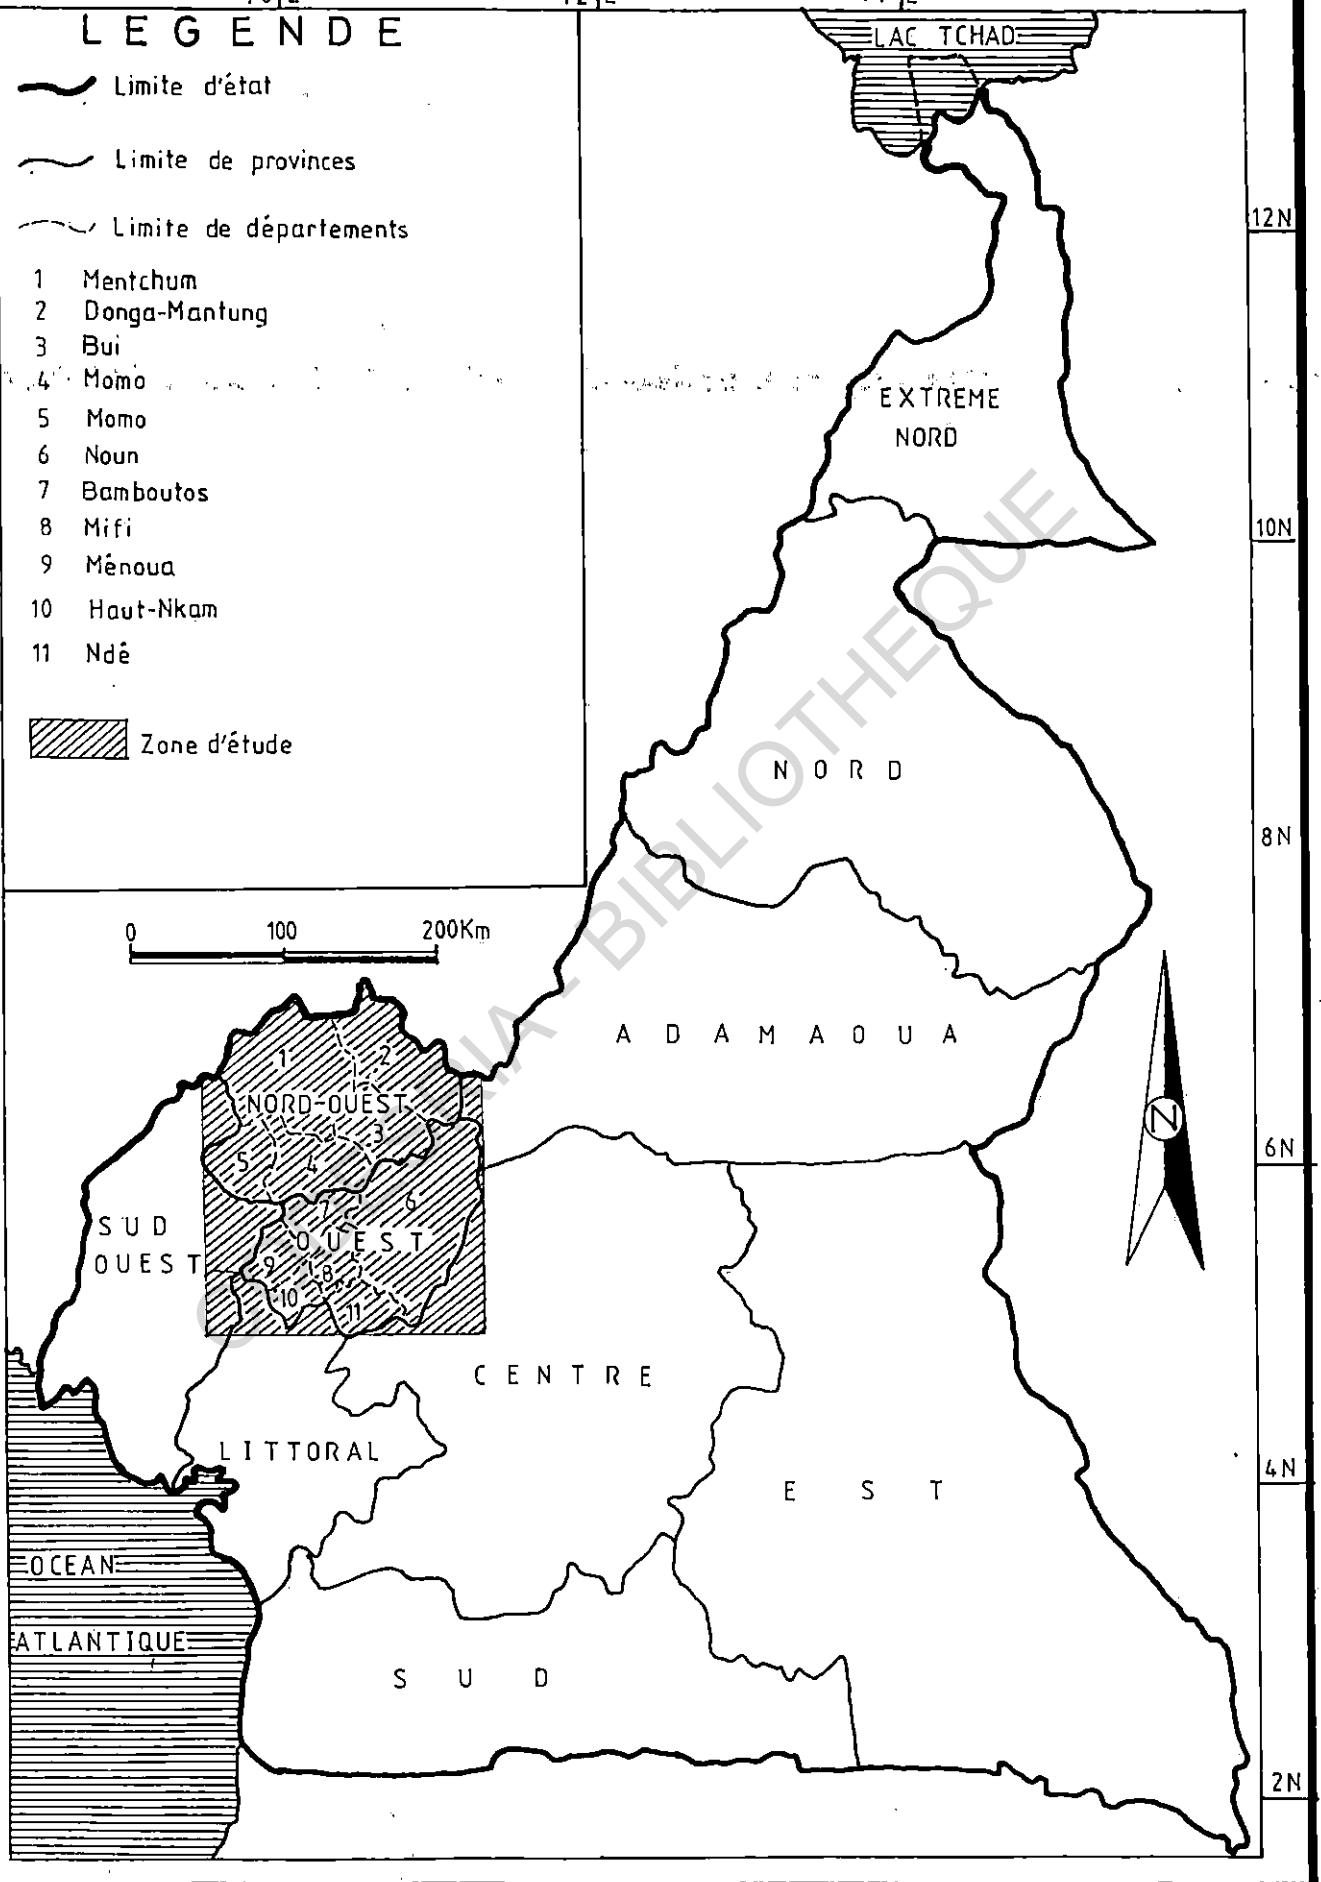 LEGENDE
Limite d'état
Limite de provinces
Limite de départements
1 Mentchum
2 Donga-Mantung
3 Bui
4 Momo
5 Momo
6 Noun
7 Bamboutos
8 Mifi
9 Ménoua
10 Haut-Nkam
11 Ndé
Zone d'étude
0 100 200Km
LAC TCHAD
12N
EXTREME
NORD
10N
NORD
8N
ADAMAOUA
N
6N
1
2
NORD-OUEST
3
4
5
6
7
OUEST
8
9
10
11
SUD
OUEST
CENTRE
LITTORAL
EST
4N
OCEAN
ATLANTIQUE
SUD
2N
BIBLIOTHEQUE